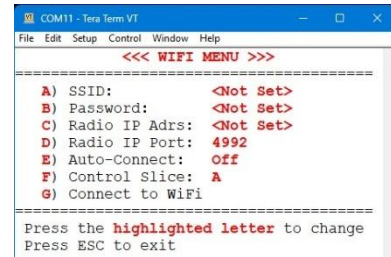 COM11 - Tera Term VT
File Edit Setup Control Window Help
<<< WIFI MENU >>>
========================================
A) SSID: <Not Set>
B) Password: <Not Set>
C) Radio IP Adrs: <Not Set>
D) Radio IP Port: 4992
E) Auto-Connect: Off
F) Control Slice: A
G) Connect to WiFi
========================================
Press the highlighted letter to change
Press ESC to exit